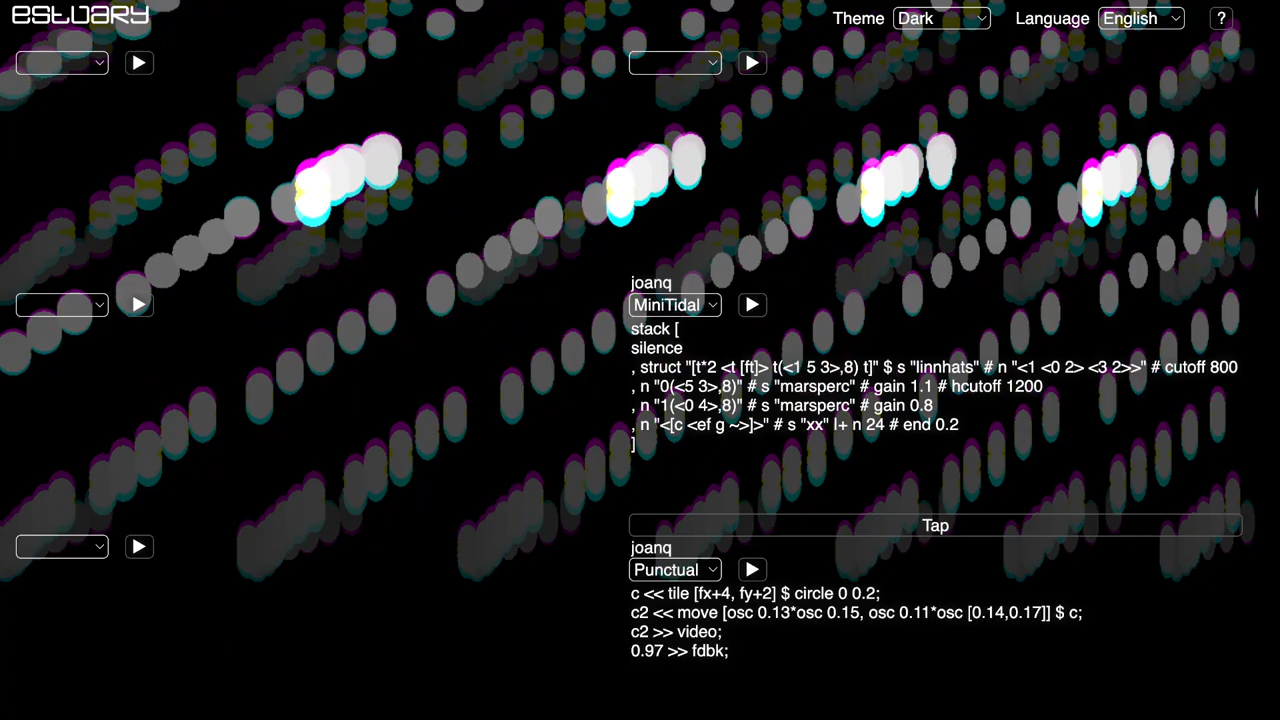 estuary
Theme Dark Language English ?
joanq
MiniTidal
stack [
silence
, struct "[t*2 <t [ft]> t(<1 5 3>,8) t]" $ s "linnhats" # n "<1 <0 2> <3 2>>" # cutoff 800
, n "0(<5 3>,8)" # s "marsperc" # gain 1.1 # hcutoff 1200
, n "1(<0 4>,8)" # s "marsperc" # gain 0.8
, n "<[c <ef g ~>]>" # s "xx" |+ n 24 # end 0.2
]
Tap
joanq
Punctual
c << tile [fx+4, fy+2] $ circle 0 0.2;
c2 << move [osc 0.13*osc 0.15, osc 0.11*osc [0.14,0.17]] $ c;
c2 >> video;
0.97 >> fdbk;